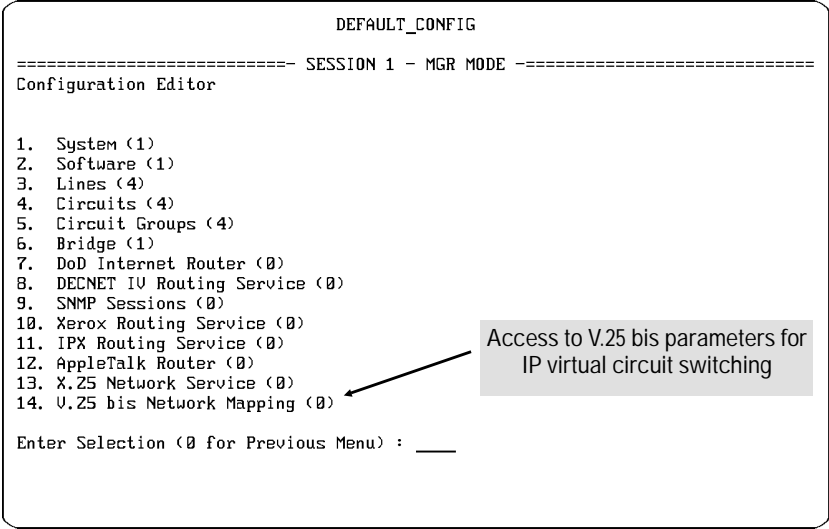 DEFAULT_CONFIG
===========================- SESSION 1 - MGR MODE -=============================
Configuration Editor
1. System (1)
2. Software (1)
3. Lines (4)
4. Circuits (4)
5. Circuit Groups (4)
6. Bridge (1)
7. DoD Internet Router (0)
8. DECNET IV Routing Service (0)
9. SNMP Sessions (0)
10. Xerox Routing Service (0)
11. IPX Routing Service (0)
12. AppleTalk Router (0)
13. X.25 Network Service (0)
14. V.25 bis Network Mapping (0)
Access to V.25 bis parameters for
IP virtual circuit switching
Enter Selection (0 for Previous Menu) : ____